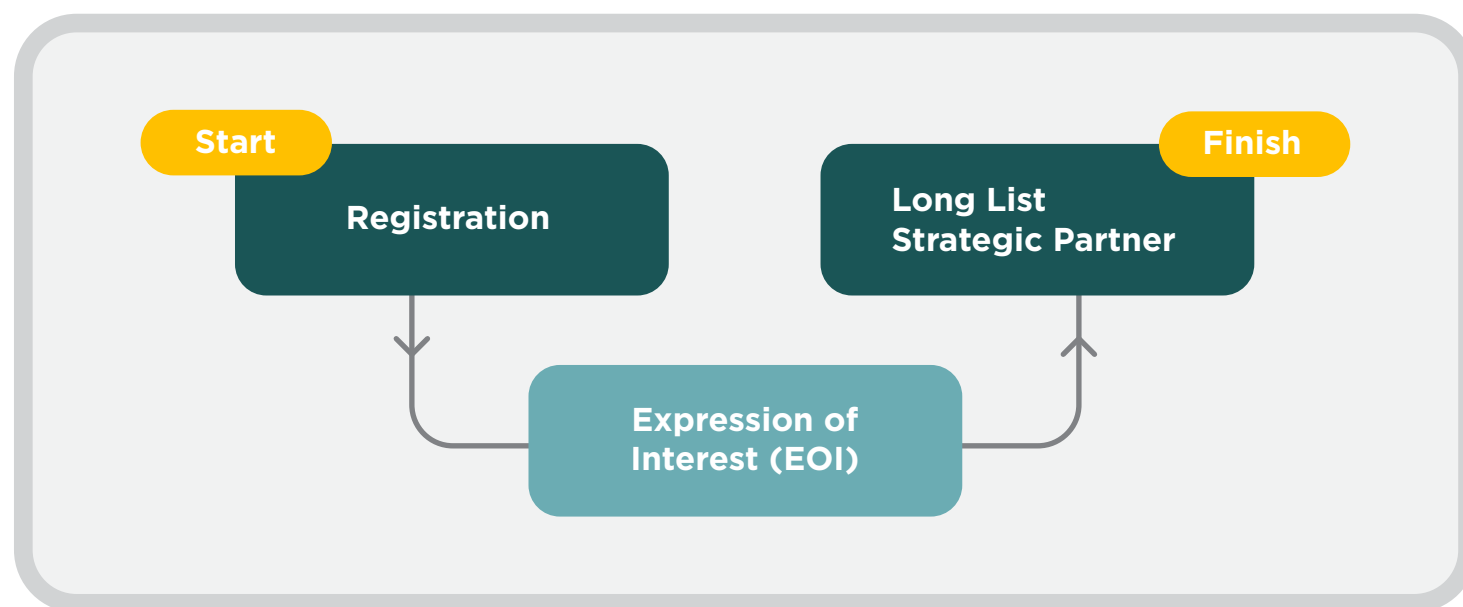 Start
Registration
Finish
Long List
Strategic Partner
Expression of
Interest (EOI)